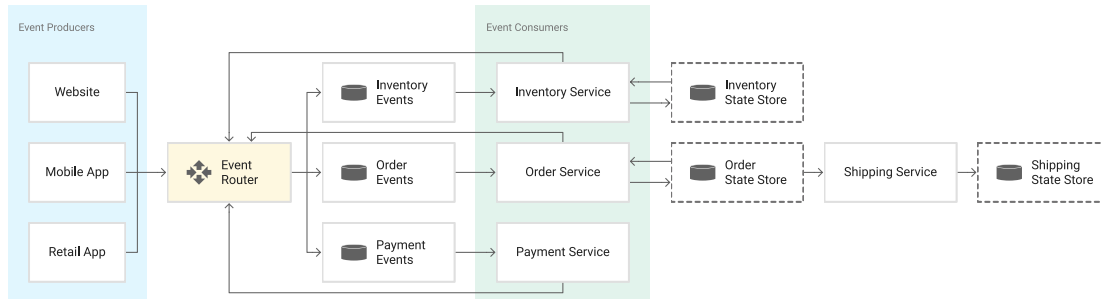 Event Producers
Event Consumers
Website
Mobile App
Retail App
Event
Router
Inventory
Events
Order
Events
Payment
Events
Inventory Service
Order Service
Payment Service
Inventory
State Store
Order
State Store
Shipping Service
Shipping
State Store